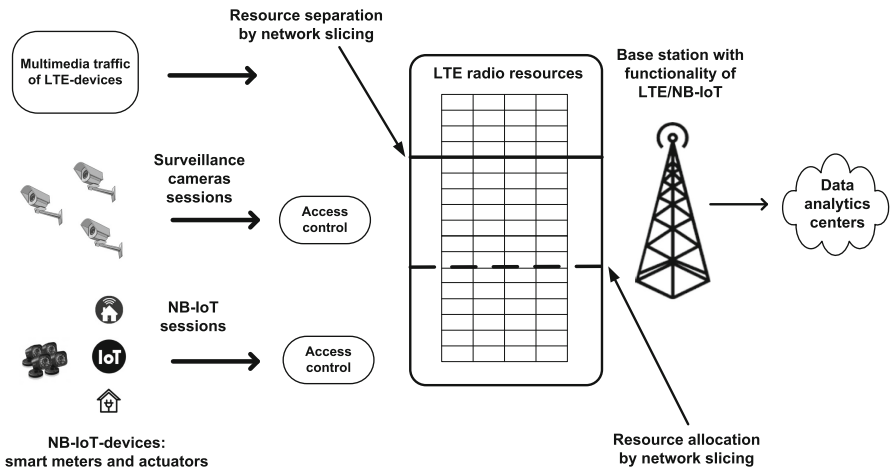 Resource separation
by network slicing
Multimedia traffic
of LTE-devices
LTE radio resources
Base station with
functionality of
LTE/NB-IoT
Surveillance
cameras
sessions
Access
control
Data
analytics
centers
NB-IoT
sessions
IoT
Access
control
NB-IoT-devices:
smart meters and actuators
Resource allocation
by network slicing